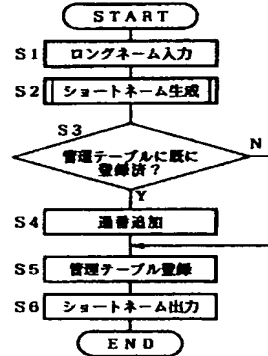 START
S1 ロングネーム入力
S2 ショートネーム生成
S3
管理テーブルに既に
登録済？
N
Y
S4 通番追加
S5 管理テーブル登録
S6 ショートネーム出力
END